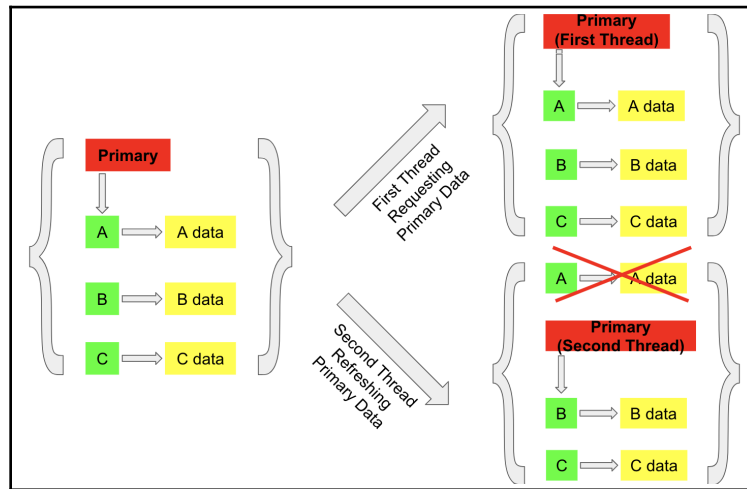 Primary
A
A data
B
B data
C
C data
First Thread
Requesting
Primary Data
Second Thread
Refreshing
Primary Data
Primary
(First Thread)
A
A data
B
B data
C
C data
A
A data
Primary
(Second Thread)
B
B data
C
C data